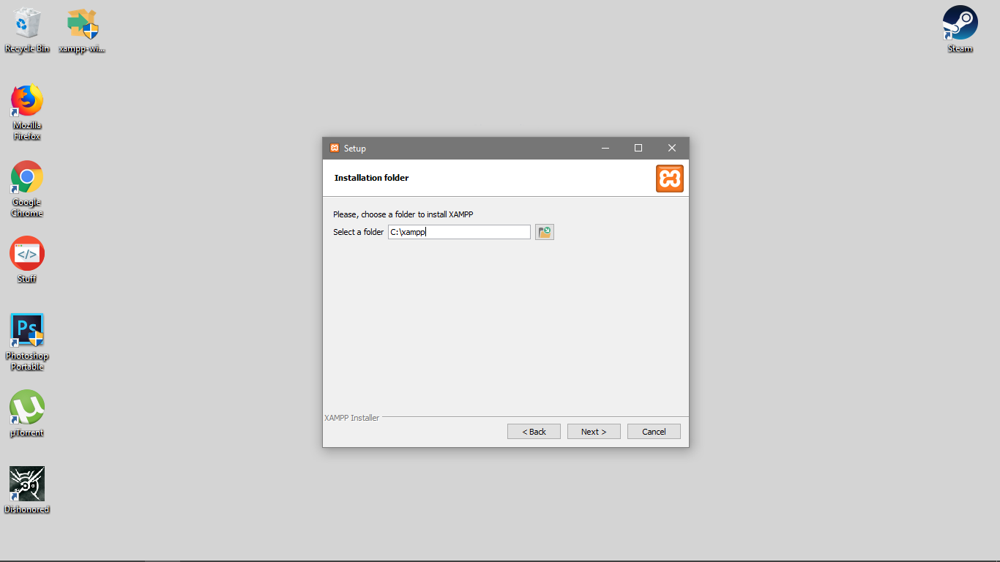 Recycle Bin
xampp-wi...
Steam
Mozilla
Firefox
Google
Chrome
</>
Stuff
Ps
Photoshop
Portable
µ
µTorrent
Dishonored
Setup
Installation folder
Please, choose a folder to install XAMPP
Select a folder C:\xampp
XAMPP Installer
< Back Next > Cancel